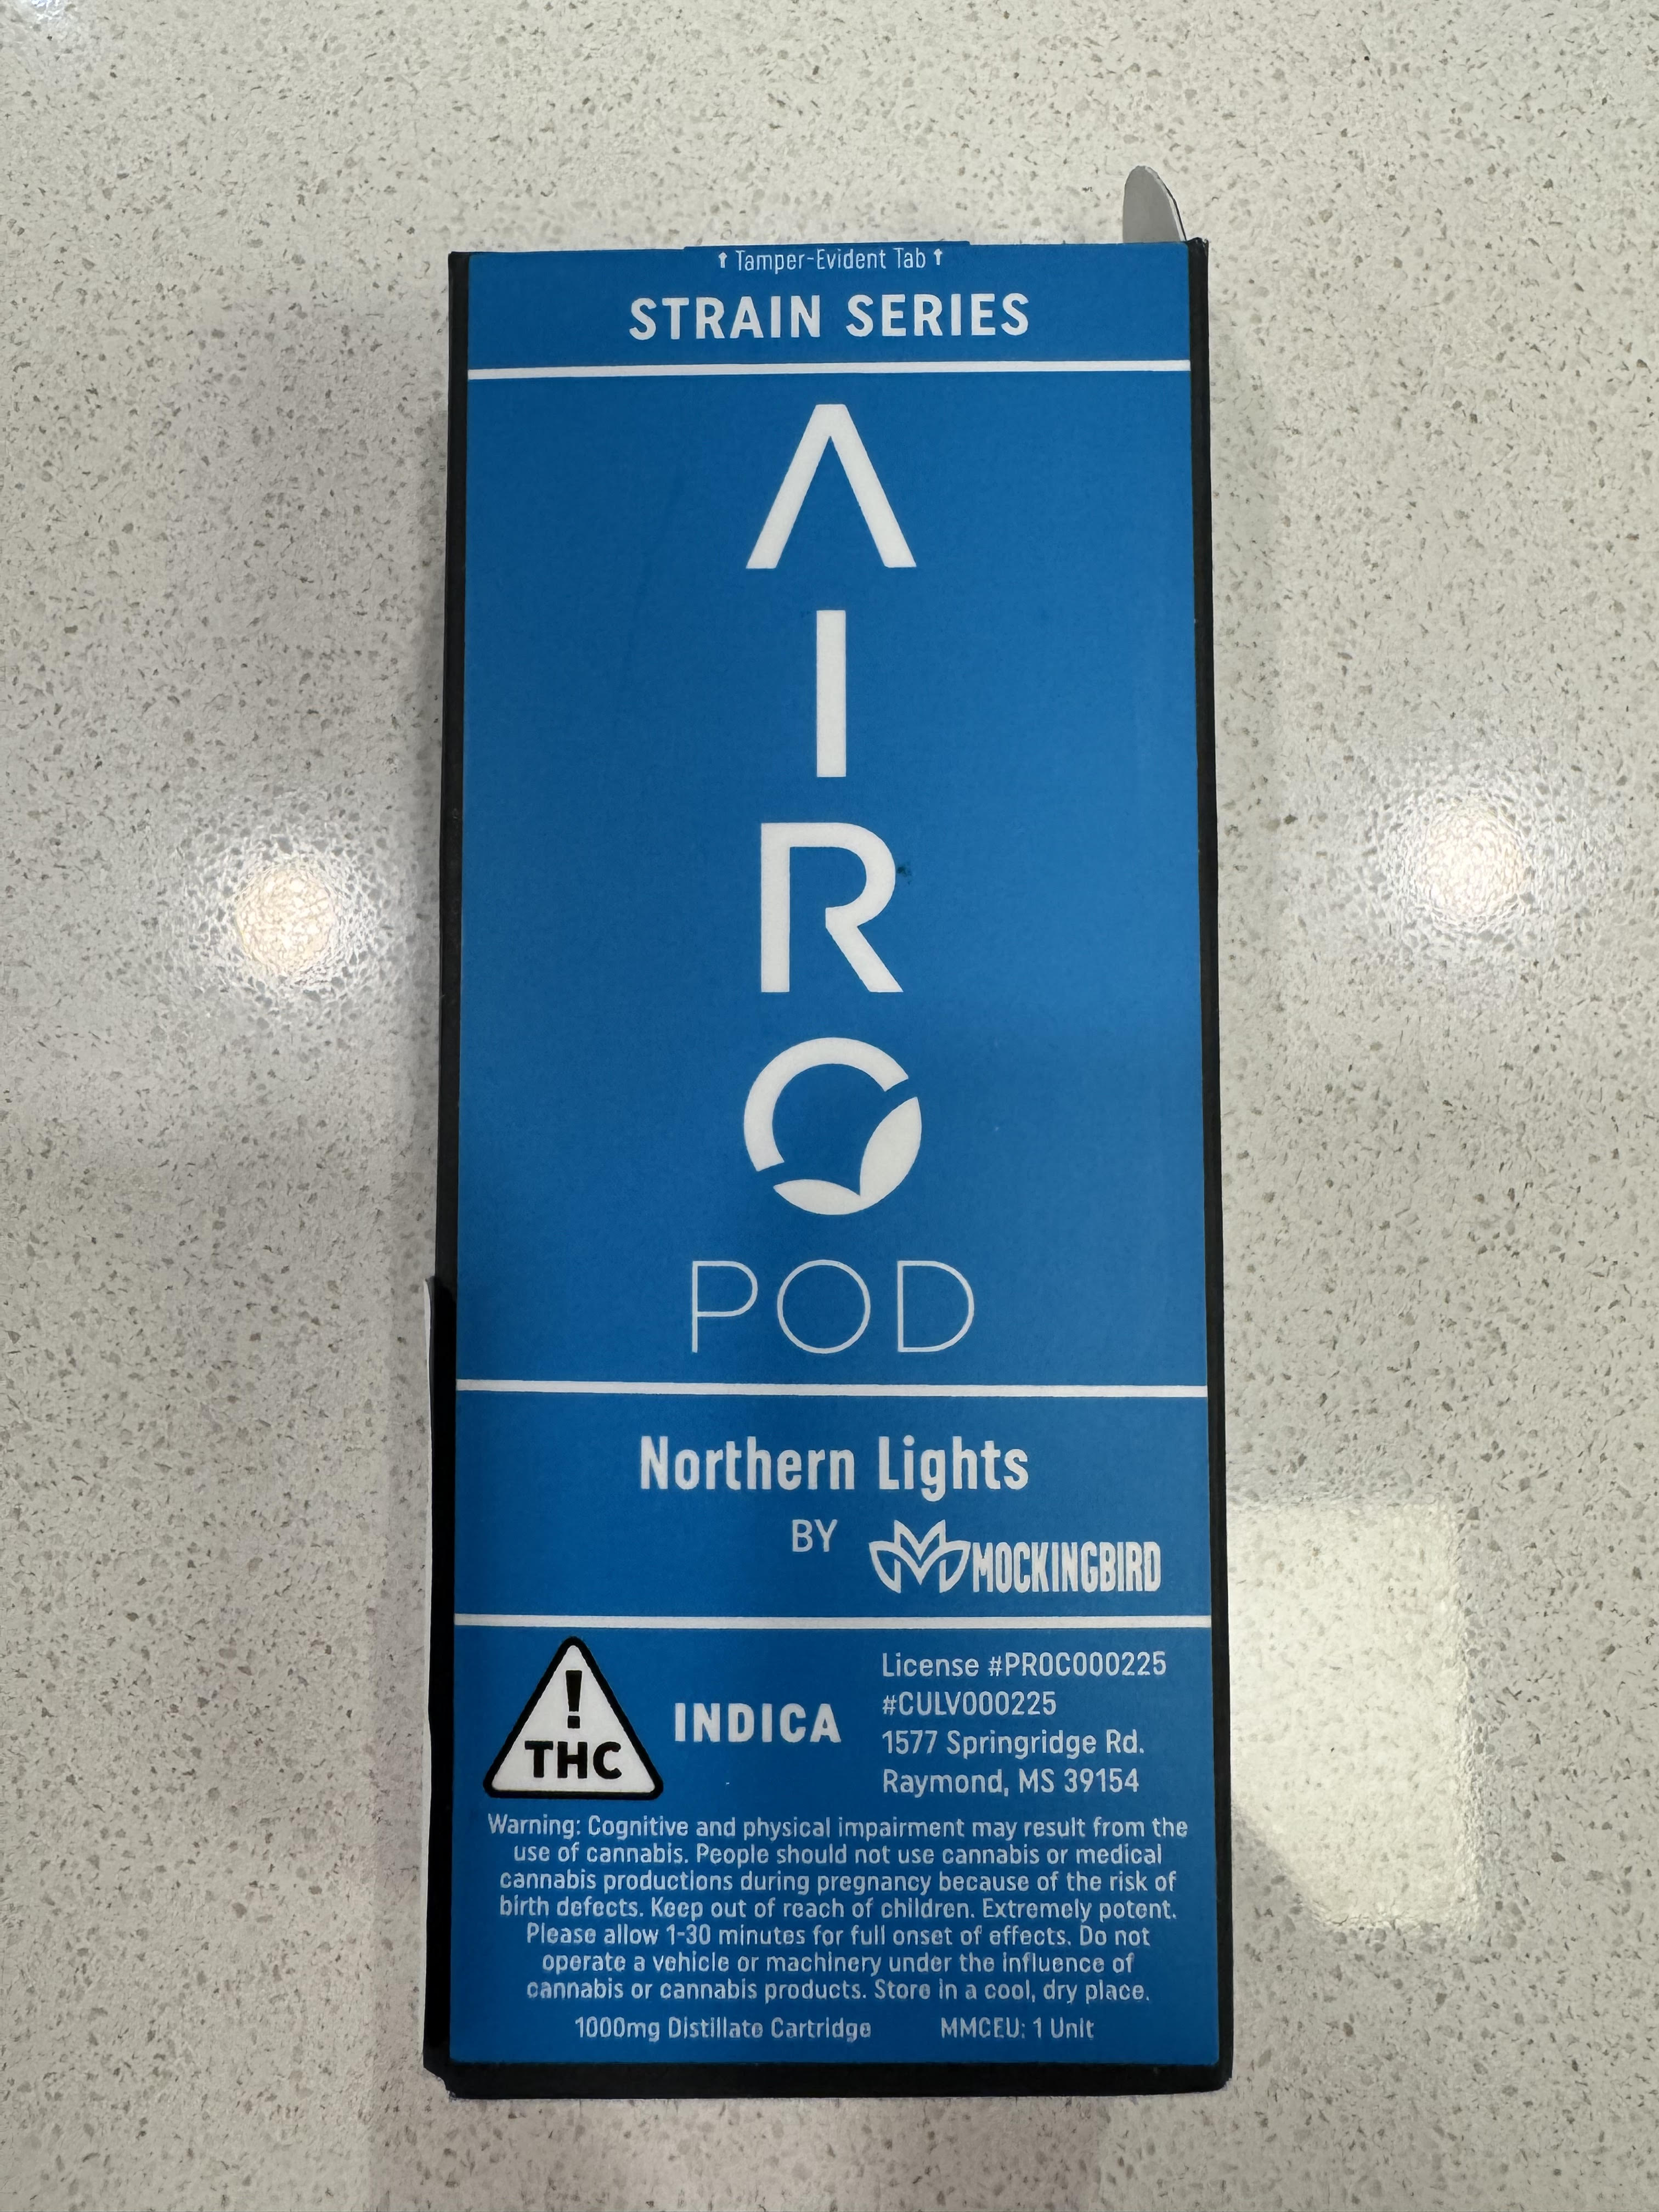 ↑ Tamper-Evident Tab ↑
STRAIN SERIES
AIRO
POD
Northern Lights
BY MOCKINGBIRD
! THC
INDICA
License #PROC000225
#CULV000225
1577 Springridge Rd.
Raymond, MS 39154
Warning: Cognitive and physical impairment may result from the
use of cannabis. People should not use cannabis or medical
cannabis productions during pregnancy because of the risk of
birth defects. Keep out of reach of children. Extremely potent.
Please allow 1-30 minutes for full onset of effects. Do not
operate a vehicle or machinery under the influence of
cannabis or cannabis products. Store in a cool, dry place.
1000mg Distillate Cartridge MMCEU: 1 Unit